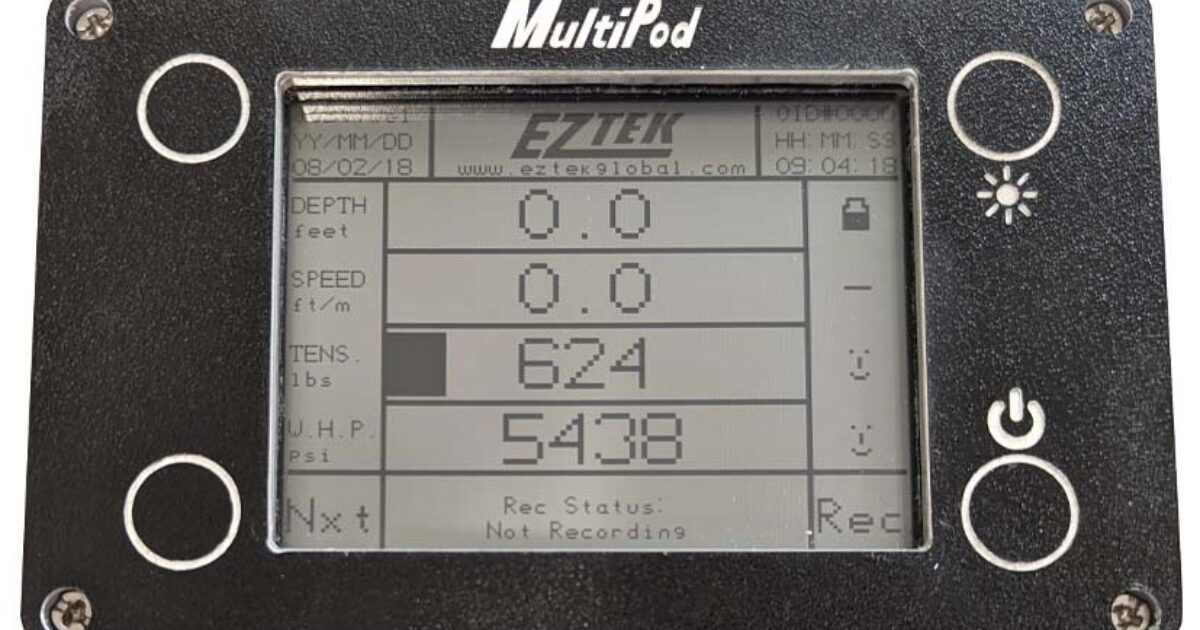 MultiPod
YY/MM/DD
08/02/18
EZTEK
www.eztekglobal.com
HH: MM: SS
09: 04: 18
DEPTH
feet
0.0
SPEED
ft/m
0.0
TENS.
lbs
624
W.H.P.
Psi
5438
Nxt
Rec Status:
Not Recording
Rec